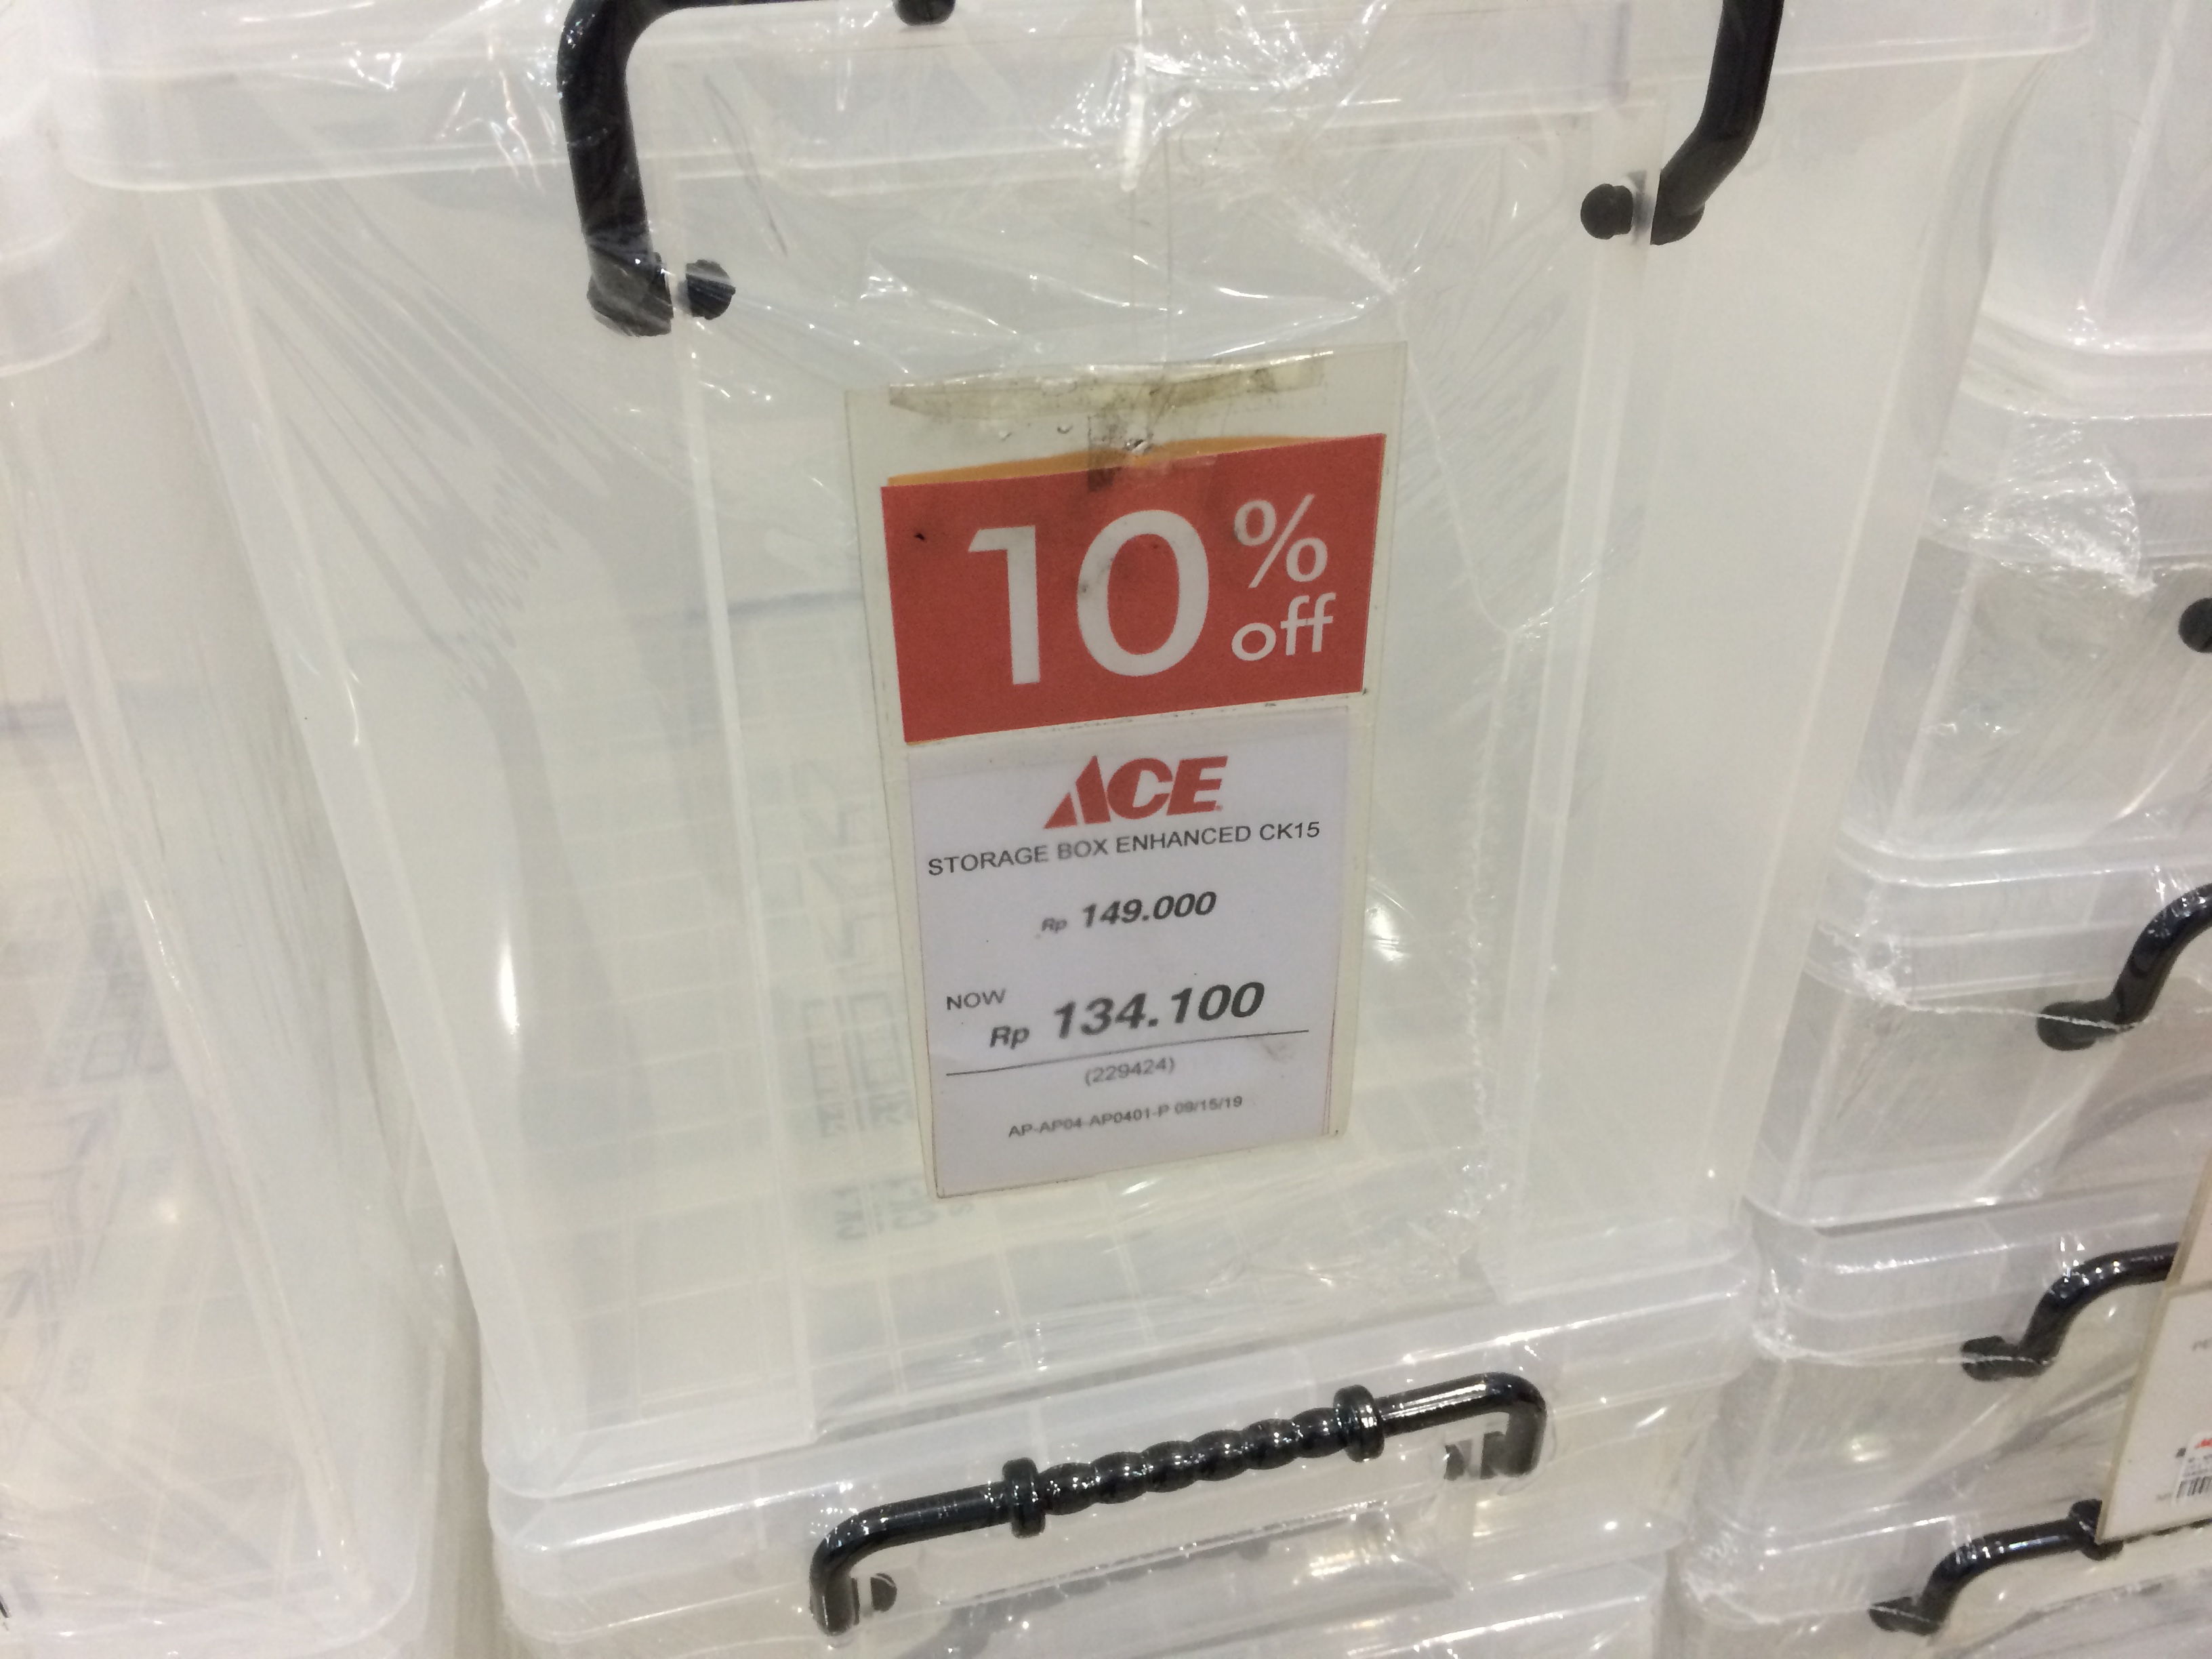 10 % off
ACE
STORAGE BOX ENHANCED CK15
Rp 149.000
NOW
Rp 134.100
(229424)
AP-AP04-AP0401-P 09/15/19